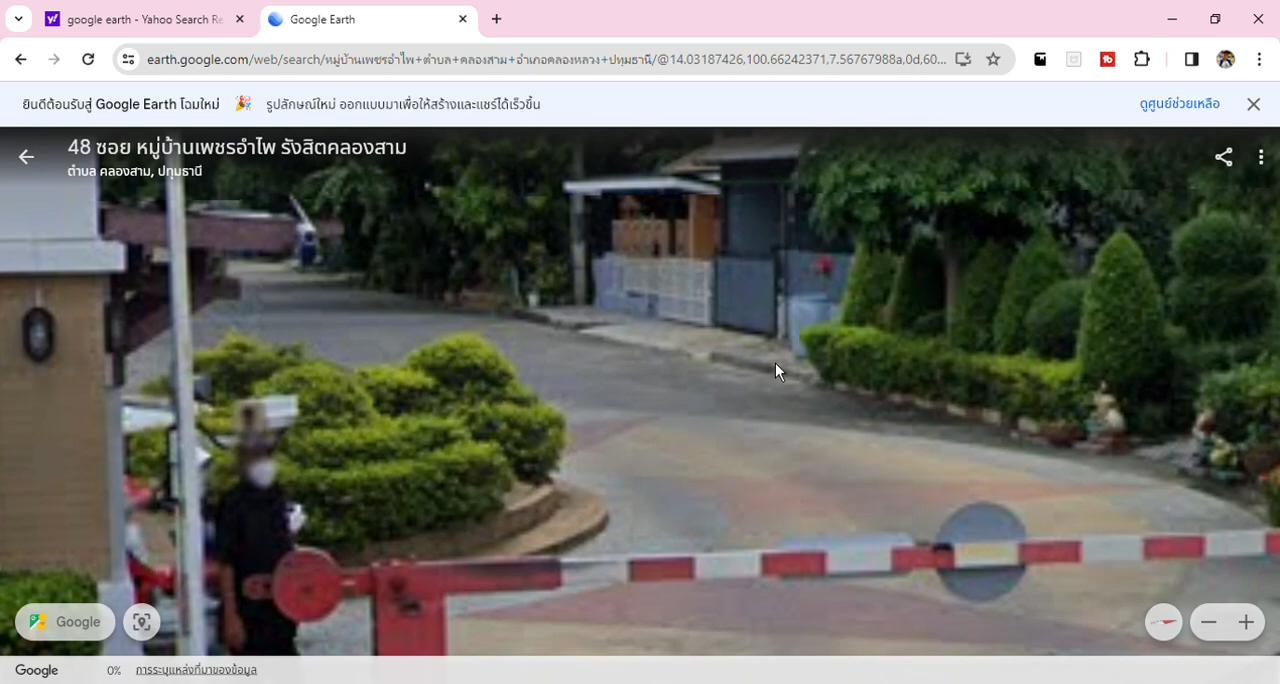 google earth - Yahoo Search Re
Google Earth
earth.google.com/web/search/หมู่บ้านเพชรอำไพ+ตำบล+คลองสาม+อำเภอคลองหลวง+ปทุมธานี/@14.03187426,100.66242371,7.56767988a,0d,60...
ยินดีต้อนรับสู่ Google Earth โฉมใหม่ 🎉 รูปลักษณ์ใหม่ ออกแบบมาเพื่อให้สร้างและแชร์ได้เร็วขึ้น
ดูศูนย์ช่วยเหลือ
48 ซอย หมู่บ้านเพชรอำไพ รังสิตคลองสาม
ตำบล คลองสาม, ปทุมธานี
Google
Google 0% การระบุแหล่งที่มาของข้อมูล